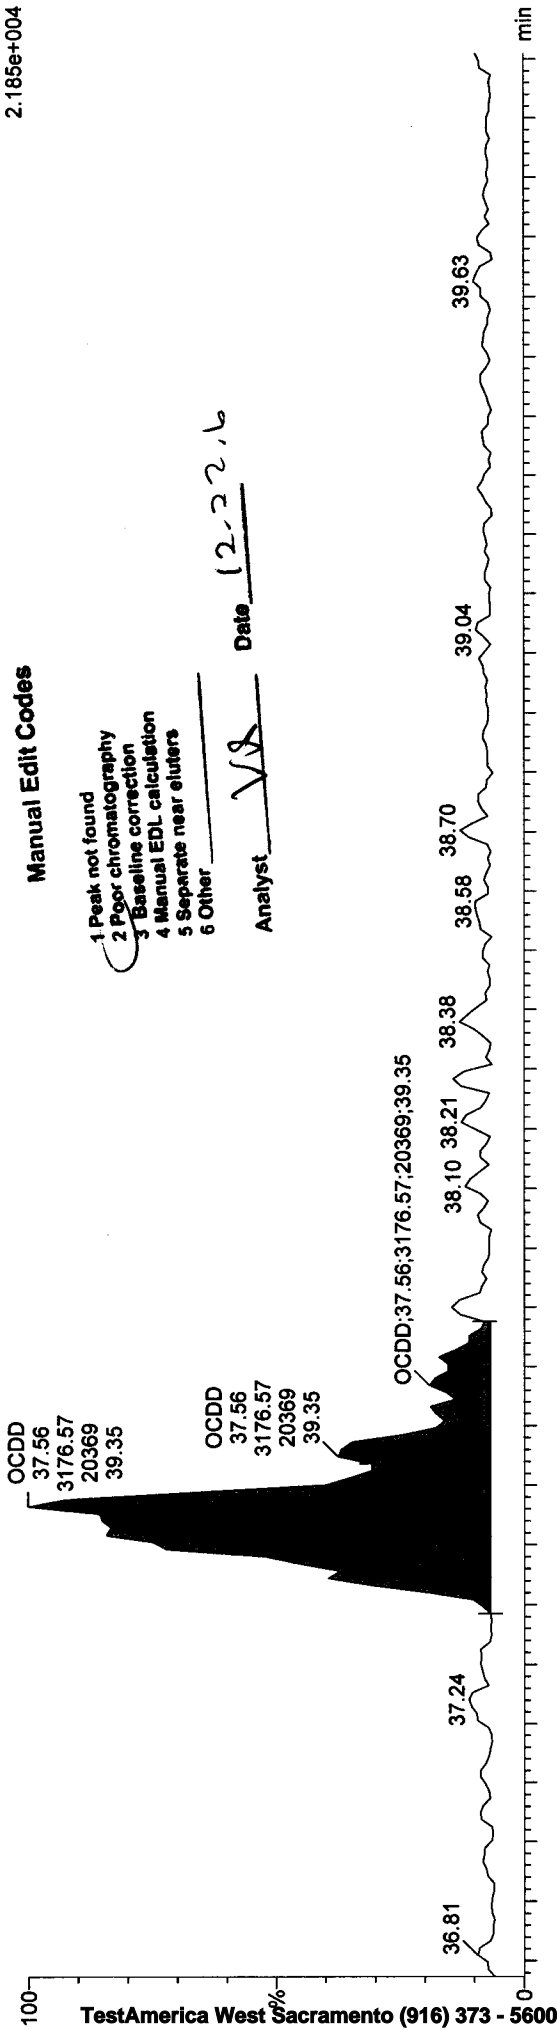 2.185e+004
Manual Edit Codes
1 Peak not found
2 Poor chromatography
3 Baseline correction
4 Manual EDL calculation
5 Separate near eluters
6 Other
Analyst Date 12-22.16
100
%
0
OCDD
37.56
3176.57
20369
39.35
OCDD
37.56
3176.57
20369
39.35
OCDD;37.56;3176.57;20369;39.35
36.81
37.24
38.10
38.21
38.38
38.58
38.70
39.04
39.63
min
TestAmerica West Sacramento (916) 373 - 5600